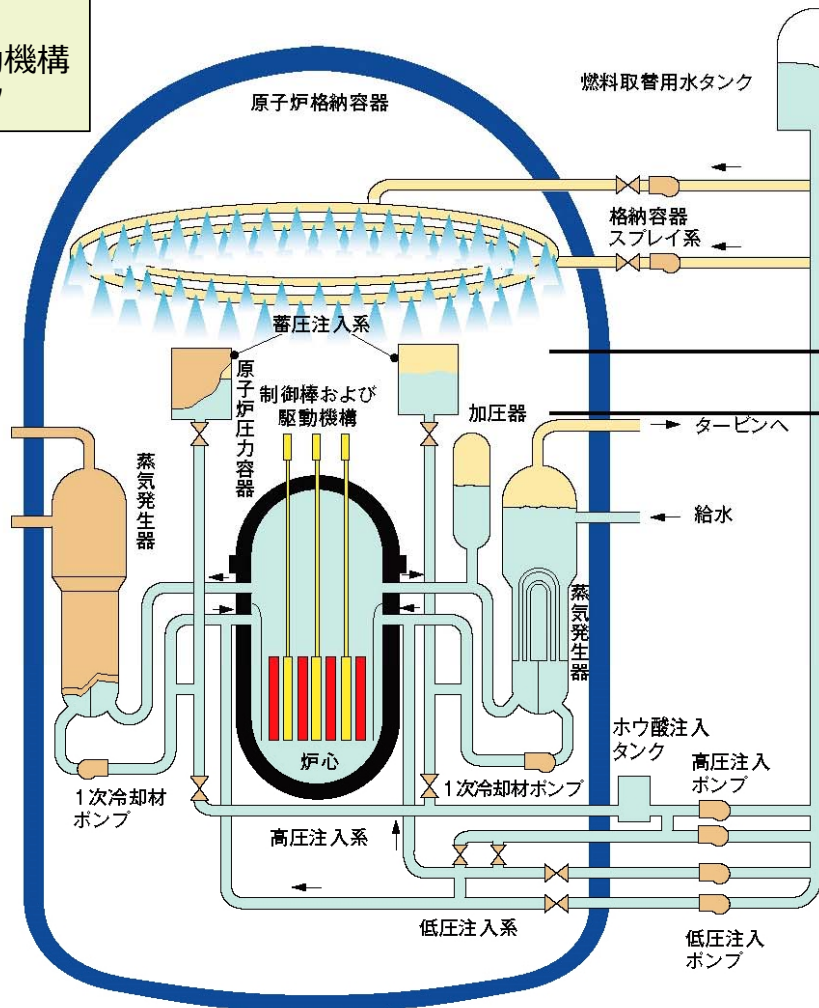 機構
原子炉格納容器
燃料取替用水タンク
格納容器
スプレイ系
蓄圧注入系
原子炉圧力容器
制御棒および
駆動機構
加圧器
タービンへ
給水
蒸気発生器
蒸気発生器
炉心
1次冷却材
ポンプ
1次冷却材ポンプ
ホウ酸注入
タンク
高圧注入
ポンプ
高圧注入系
低圧注入系
低圧注入
ポンプ